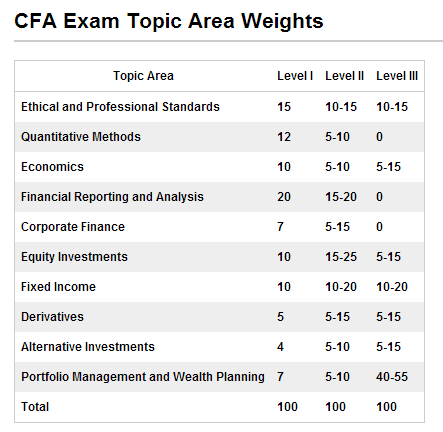 CFA Exam Topic Area Weights
Topic Area Level I Level II Level III
Ethical and Professional Standards 15 10-15 10-15
Quantitative Methods 12 5-10 0
Economics 10 5-10 5-15
Financial Reporting and Analysis 20 15-20 0
Corporate Finance 7 5-15 0
Equity Investments 10 15-25 5-15
Fixed Income 10 10-20 10-20
Derivatives 5 5-15 5-15
Alternative Investments 4 5-10 5-15
Portfolio Management and Wealth Planning 7 5-10 40-55
Total 100 100 100